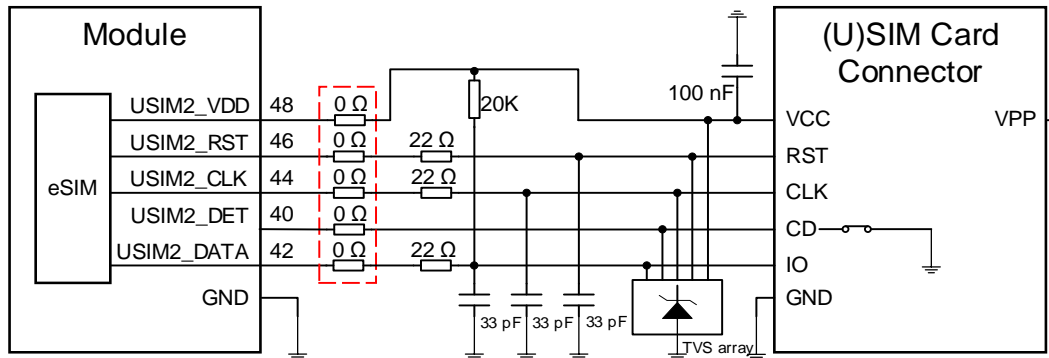 Module
(U)SIM Card
Connector
eSIM
USIM2_VDD 48 0 Ω
20K
100 nF
VCC
VPP
USIM2_RST 46 0 Ω 22 Ω
RST
USIM2_CLK 44 0 Ω 22 Ω
CLK
USIM2_DET 40 0 Ω
CD
USIM2_DATA 42 0 Ω 22 Ω
IO
GND
GND
33 pF 33 pF 33 pF
TVS array